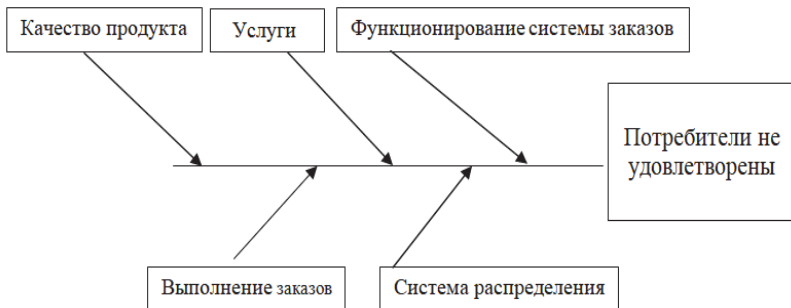 Качество продукта
Услуги
Функционирование системы заказов
Потребители не
удовлетворены
Выполнение заказов
Система распределения